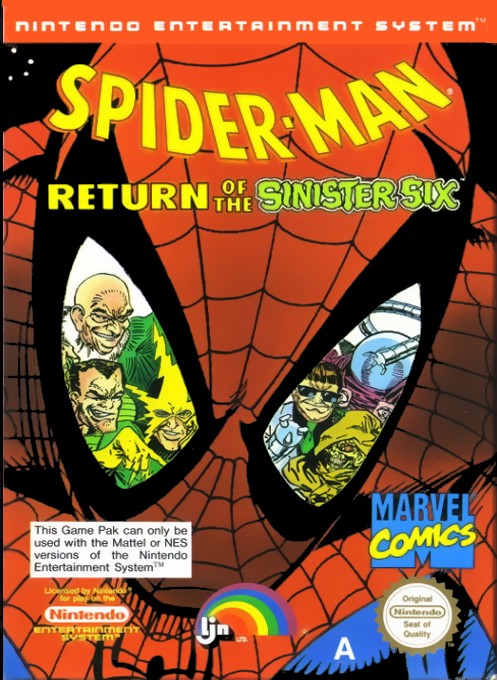 NINTENDO ENTERTAINMENT SYSTEM™
SPIDER-MAN®
RETURN OF THE SINISTER SIX™
This Game Pak can only be
used with the Mattel or NES
versions of the Nintendo
Entertainment System™
MARVEL
COMICS
Licensed by Nintendo®
for play on the
Nintendo
ENTERTAINMENT
SYSTEM®
LJN LTD.
A
Original
Nintendo
Seal of
Quality